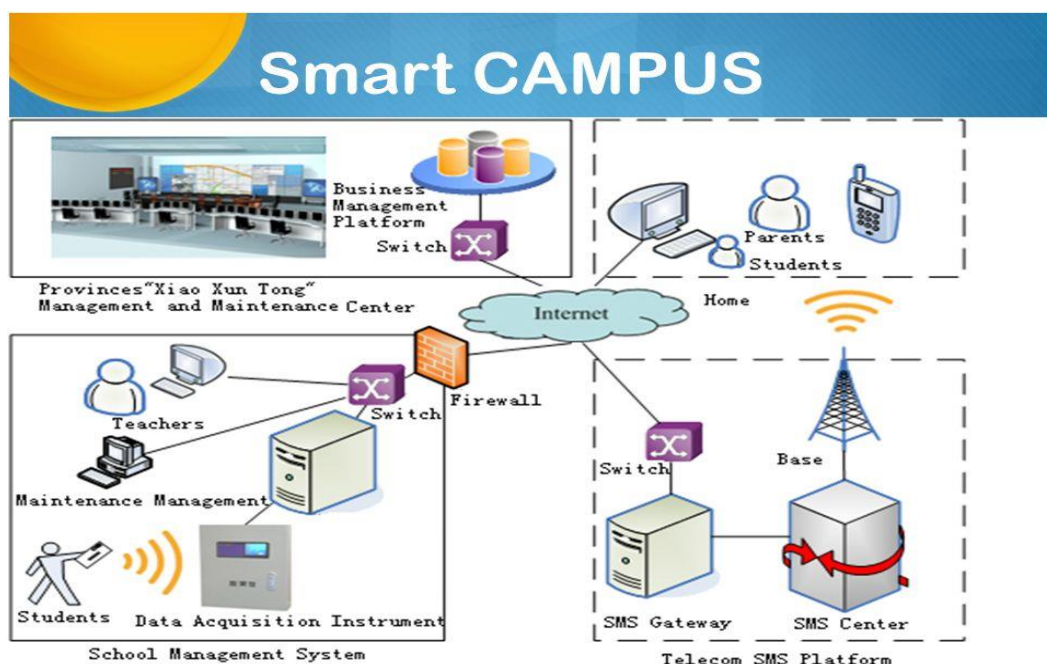 Smart CAMPUS
Business
Management
Platform
Switch
Provinces"Xiao Xun Tong"
Management and Maintenance Center
Parents
Students
Home
Internet
Teachers
Switch
Firewall
Maintenance Management
Students
Data Acquisition Instrument
School Management System
Switch
Base
SMS Gateway
SMS Center
Telecom SMS Platform